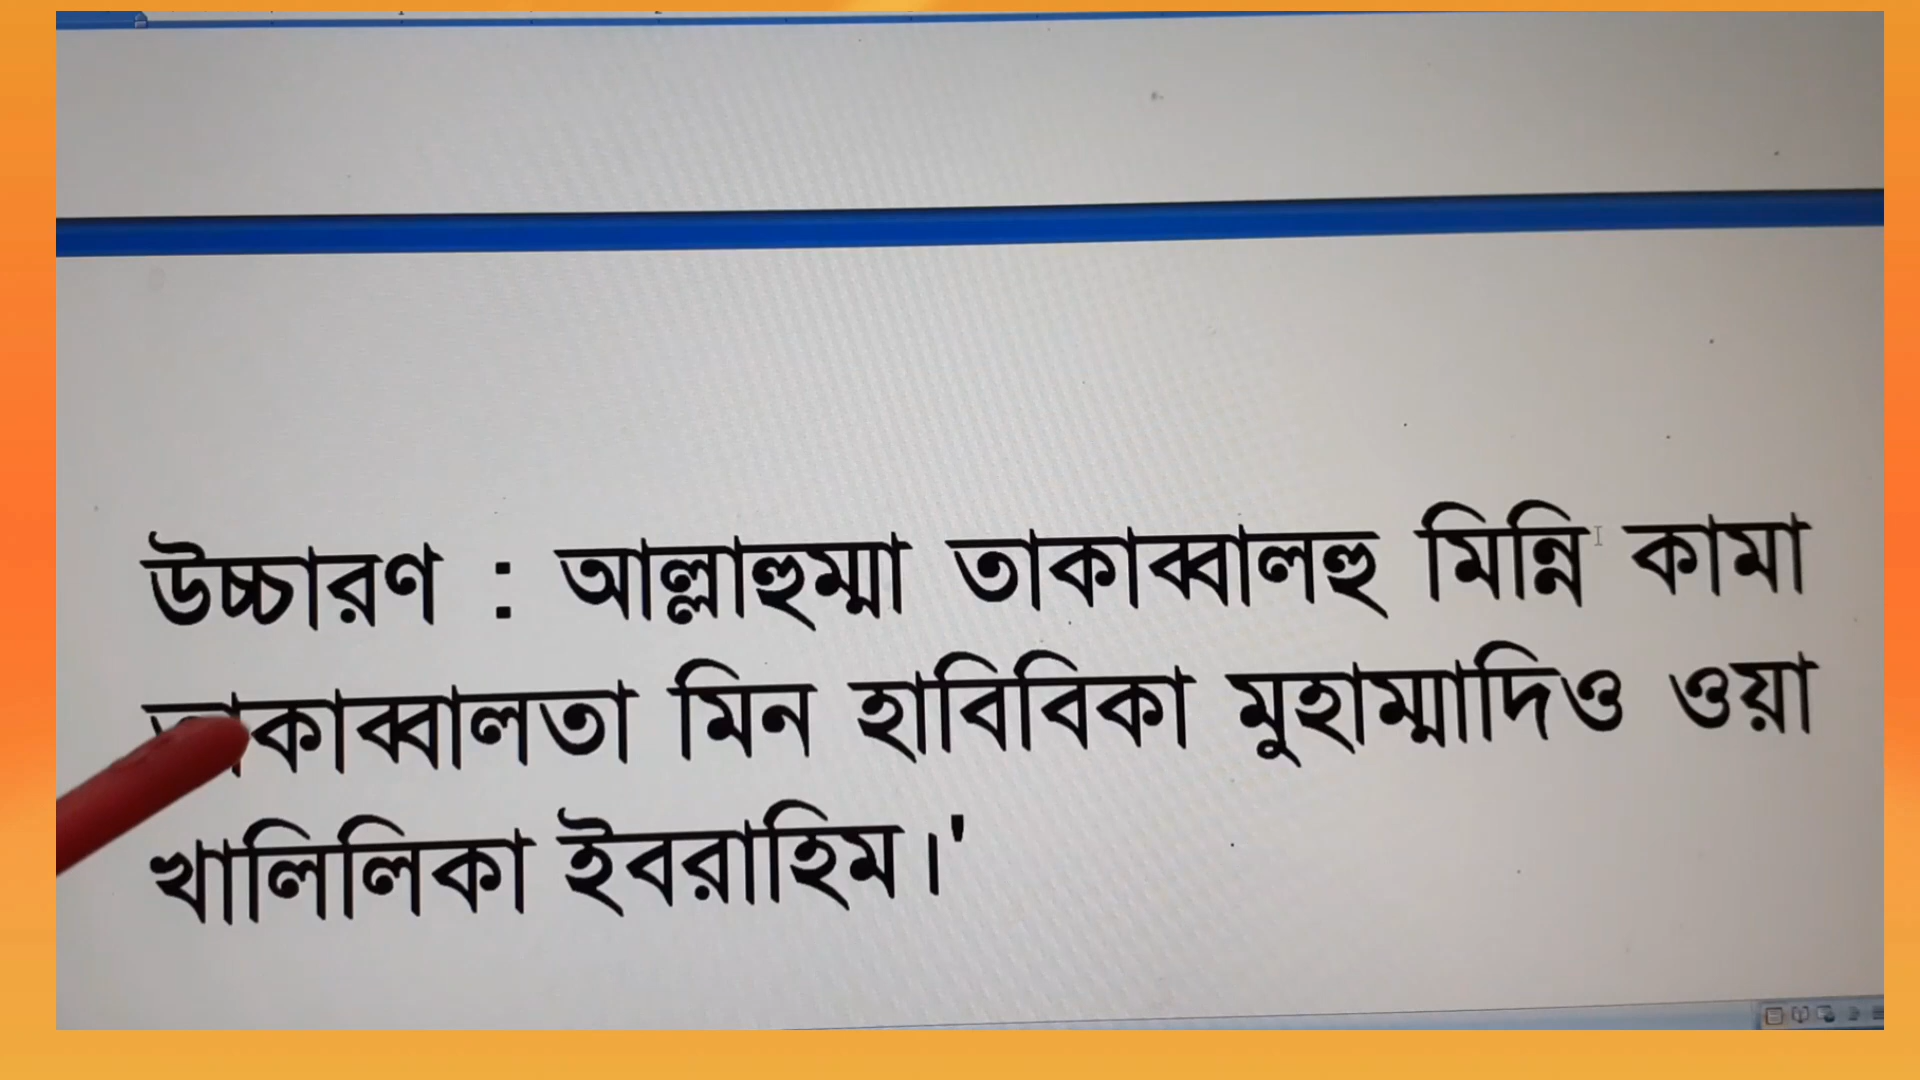 উচ্চারণ : আল্লাহুম্মা তাকাব্বালহু মিন্নি কামা
তাকাব্বালতা মিন হাবিবিকা মুহাম্মাদিও ওয়া
খালিলিকা ইবরাহিম।'